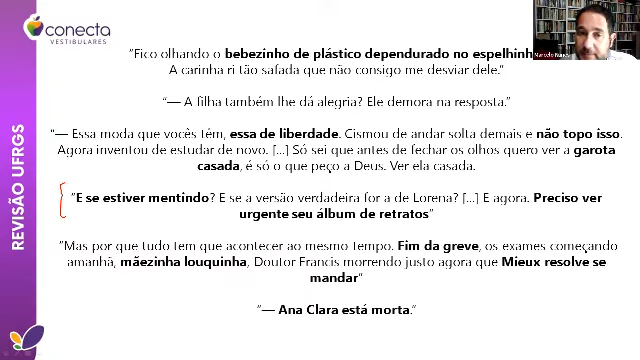 conecta
VESTIBULARES
REVISÃO UFRGS
"Fico olhando o bebezinho de plástico dependurado no espelhinh
A carinha ri tão safada que não consigo me desviar dele."
"— A filha também lhe dá alegria? Ele demora na resposta."
"— Essa moda que vocês têm, essa de liberdade. Cismou de andar solta demais e não topo isso.
Agora inventou de estudar de novo. [...] Só sei que antes de fechar os olhos quero ver a garota
casada, é só o que peço a Deus. Ver ela casada.
"E se estiver mentindo? E se a versão verdadeira for a de Lorena? [...] E agora. Preciso ver
urgente seu álbum de retratos"
"Mas por que tudo tem que acontecer ao mesmo tempo. Fim da greve, os exames começando
amanhã, mãezinha louquinha, Doutor Francis morrendo justo agora que Mieux resolve se
mandar"
"— Ana Clara está morta."
Marcelo Nunes